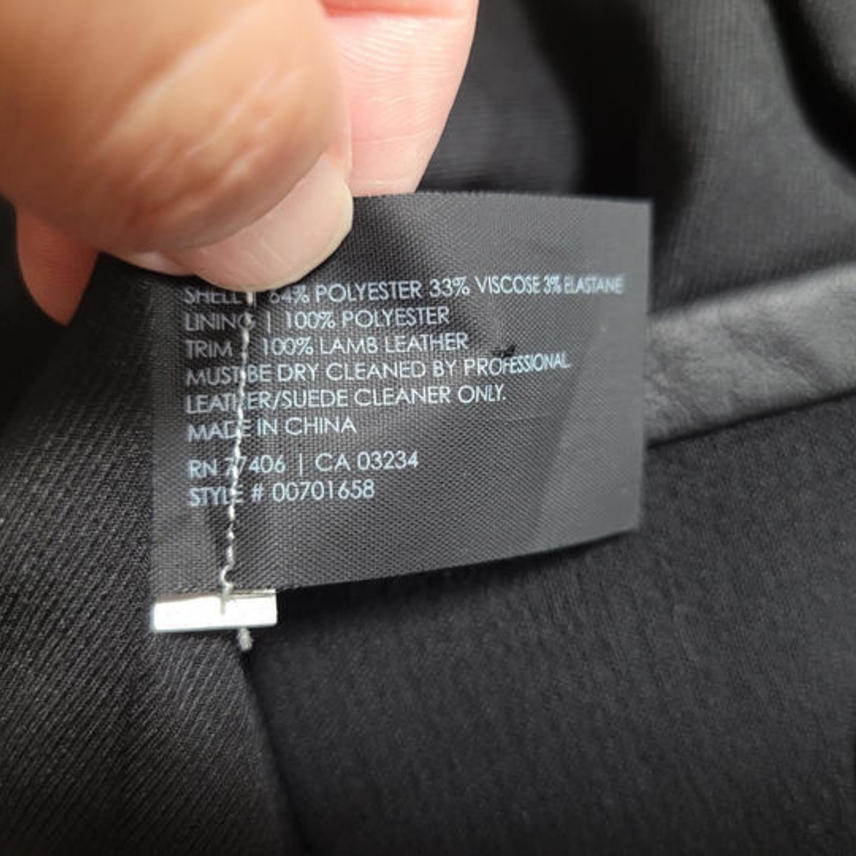 SHELL | 64% POLYESTER 33% VISCOSE 3% ELASTANE
LINING | 100% POLYESTER
TRIM | 100% LAMB LEATHER
MUST BE DRY CLEANED BY PROFESSIONAL
LEATHER/SUEDE CLEANER ONLY.
MADE IN CHINA
RN 77406 | CA 03234
STYLE # 00701658